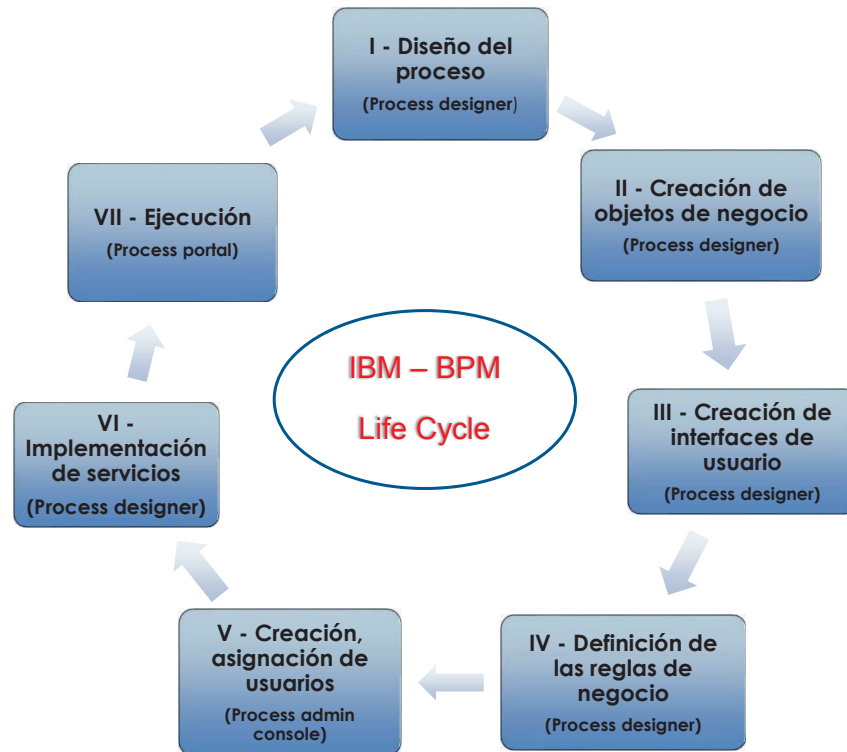 I - Diseño del
proceso
(Process designer)
II - Creación de
objetos de negocio
(Process designer)
III - Creación de
interfaces de
usuario
(Process designer)
IV - Definición de
las reglas de
negocio
(Process designer)
V - Creación,
asignación de
usuarios
(Process admin
console)
VI -
Implementación
de servicios
(Process designer)
VII - Ejecución
(Process portal)
IBM – BPM
Life Cycle